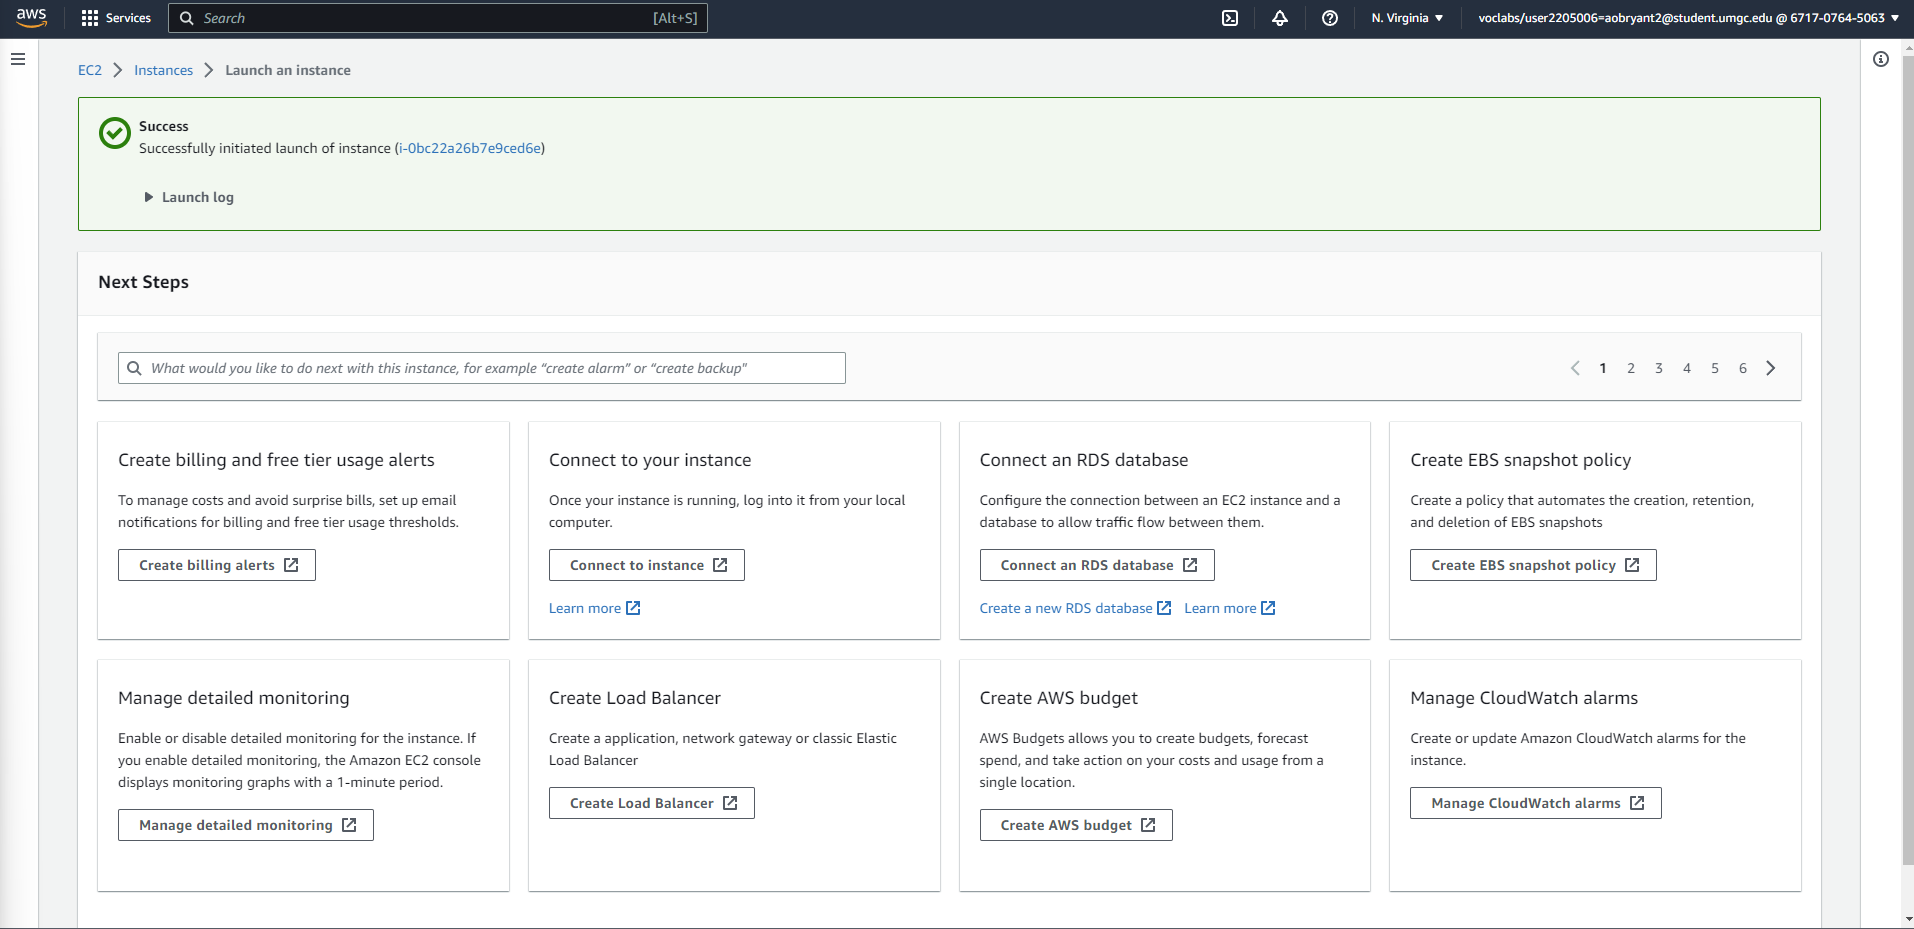 aws
Services
Search
[Alt+S]
N. Virginia
voclabs/user2205006=aobryant2@student.umgc.edu @ 6717-0764-5063
EC2
Instances
Launch an instance
Success
Successfully initiated launch of instance (i-0bc22a26b7e9ced6e)
Launch log
Next Steps
What would you like to do next with this instance, for example “create alarm” or “create backup"
1 2 3 4 5 6
Create billing and free tier usage alerts
To manage costs and avoid surprise bills, set up email
notifications for billing and free tier usage thresholds.
Create billing alerts
Connect to your instance
Once your instance is running, log into it from your local
computer.
Connect to instance
Learn more
Connect an RDS database
Configure the connection between an EC2 instance and a
database to allow traffic flow between them.
Connect an RDS database
Create a new RDS database
Learn more
Create EBS snapshot policy
Create a policy that automates the creation, retention,
and deletion of EBS snapshots
Create EBS snapshot policy
Manage detailed monitoring
Enable or disable detailed monitoring for the instance. If
you enable detailed monitoring, the Amazon EC2 console
displays monitoring graphs with a 1-minute period.
Manage detailed monitoring
Create Load Balancer
Create a application, network gateway or classic Elastic
Load Balancer
Create Load Balancer
Create AWS budget
AWS Budgets allows you to create budgets, forecast
spend, and take action on your costs and usage from a
single location.
Create AWS budget
Manage CloudWatch alarms
Create or update Amazon CloudWatch alarms for the
instance.
Manage CloudWatch alarms